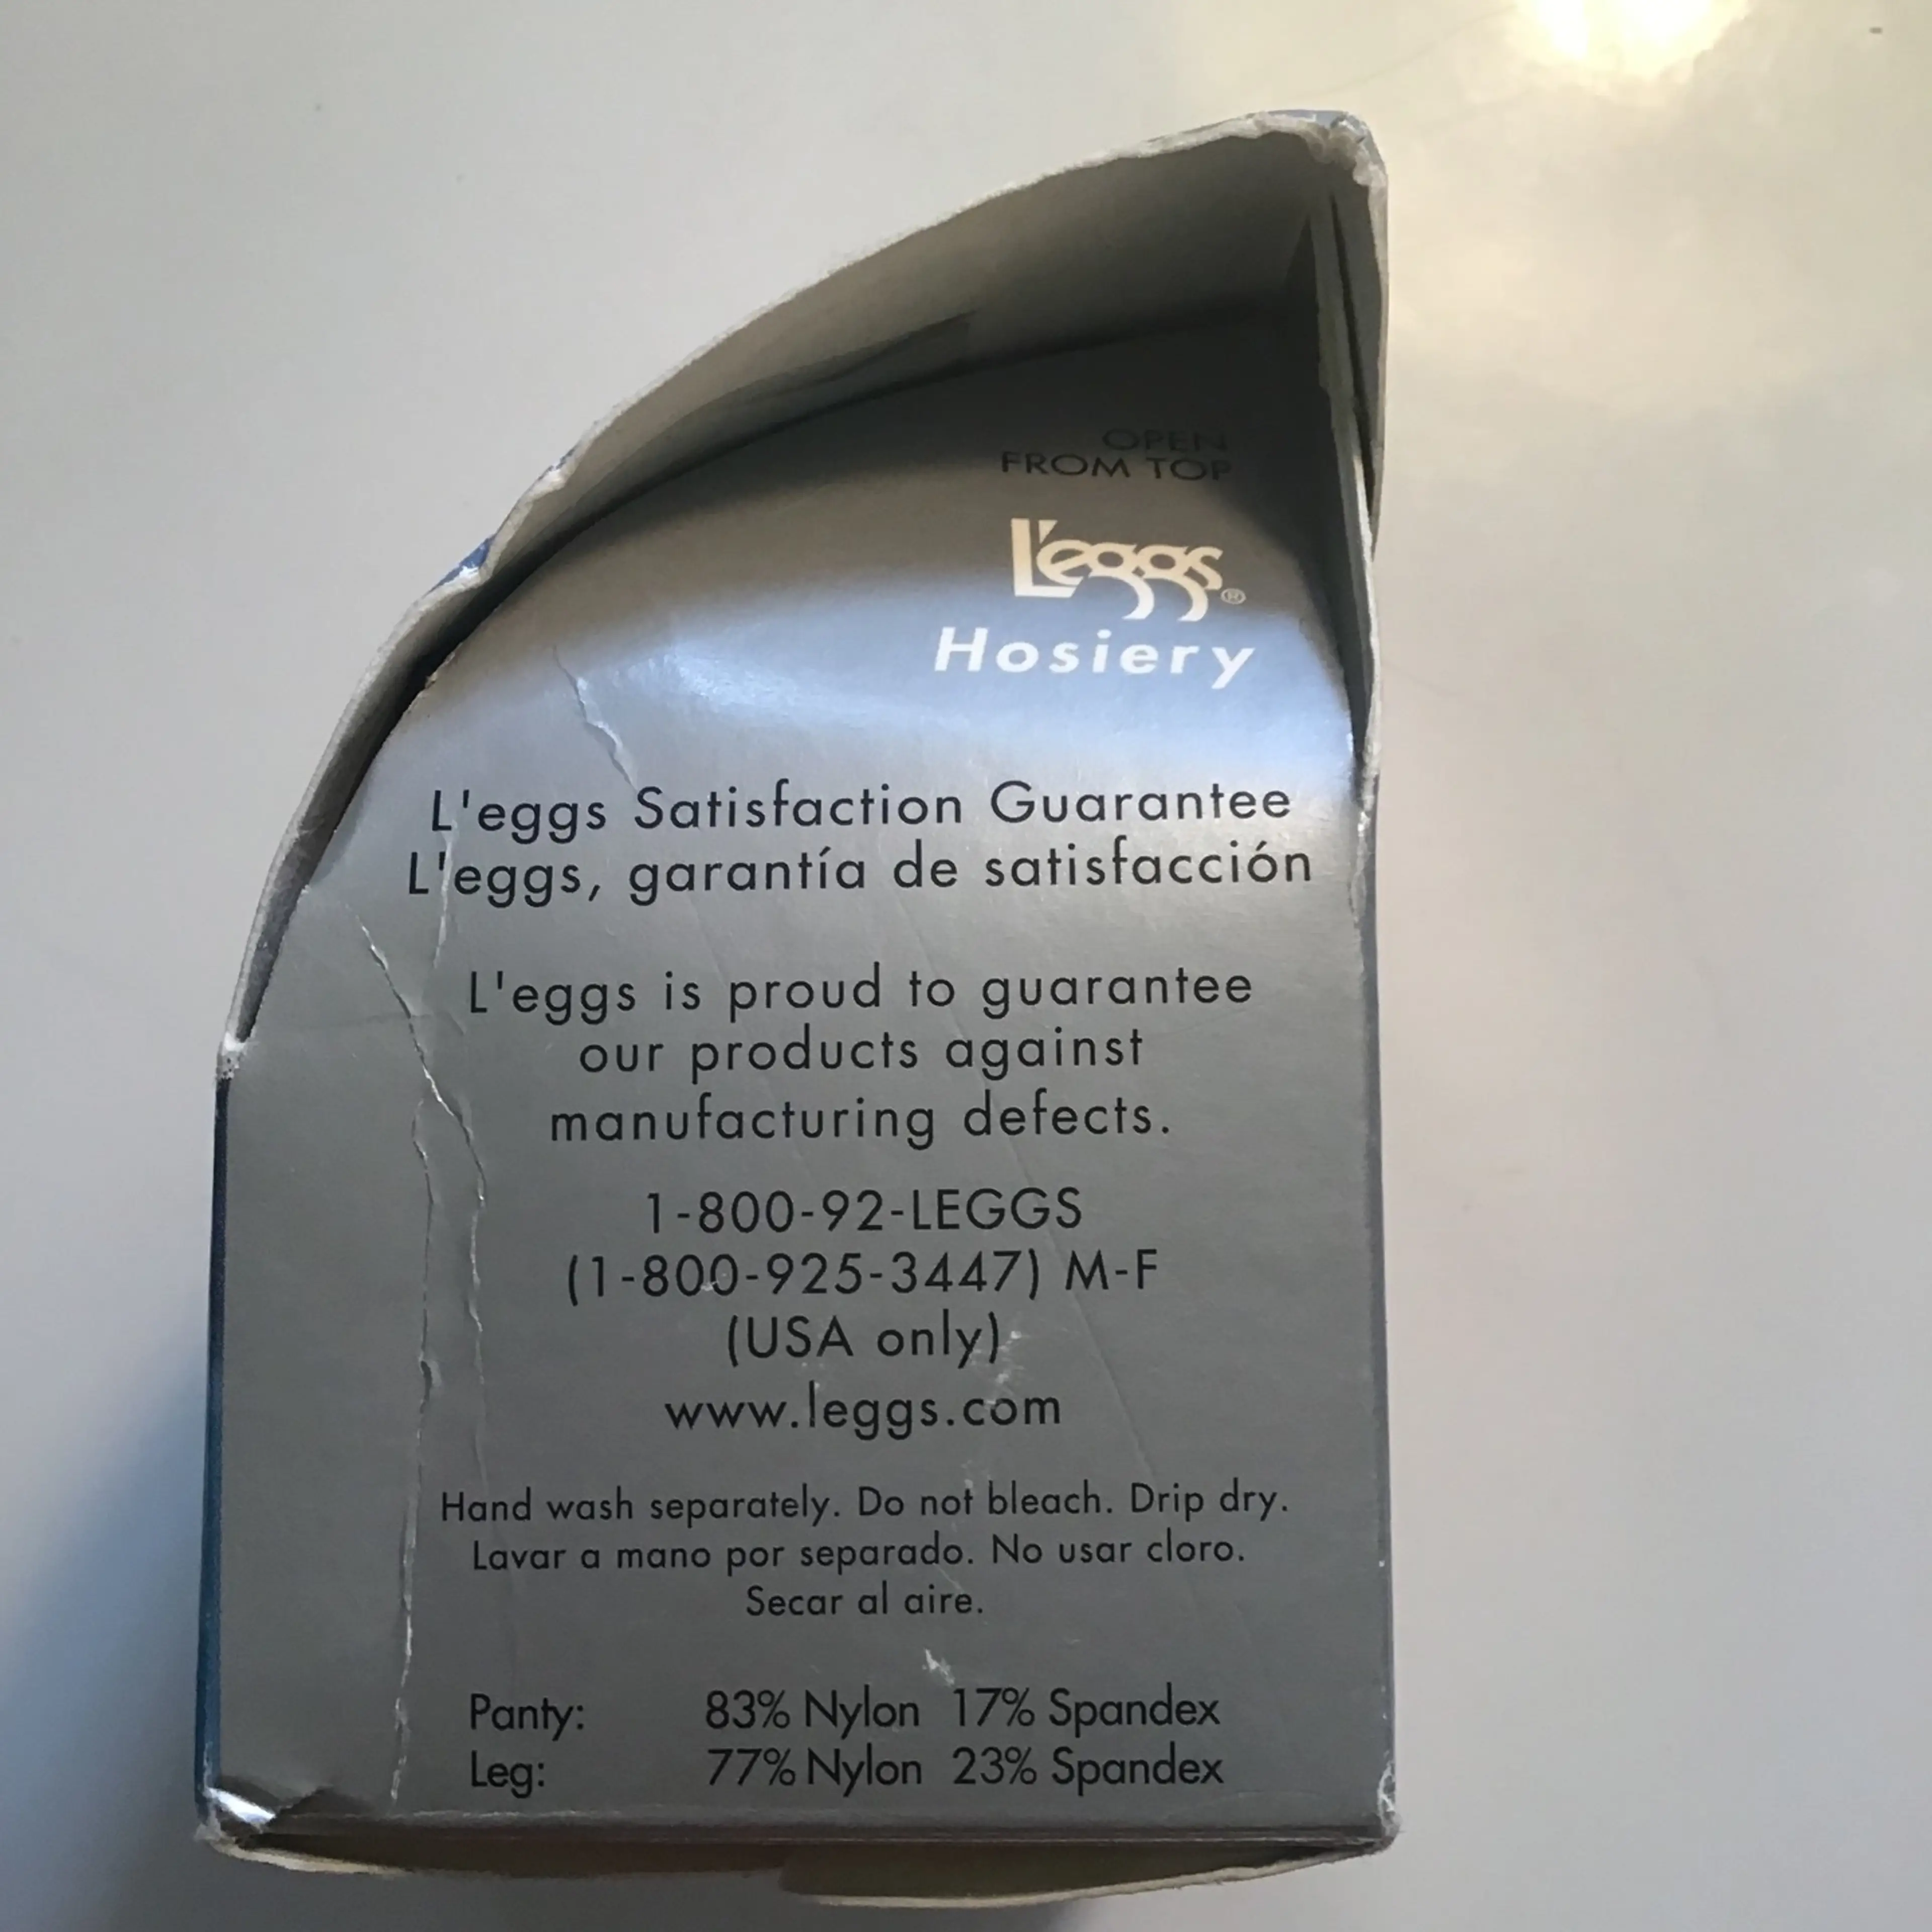 OPEN
FROM TOP
L'eggs®
Hosiery
L'eggs Satisfaction Guarantee
L'eggs, garantía de satisfacción
L'eggs is proud to guarantee
our products against
manufacturing defects.
1-800-92-LEGGS
(1-800-925-3447) M-F
(USA only)
www.leggs.com
Hand wash separately. Do not bleach. Drip dry.
Lavar a mano por separado. No usar cloro.
Secar al aire.
Panty: 83% Nylon 17% Spandex
Leg: 77% Nylon 23% Spandex